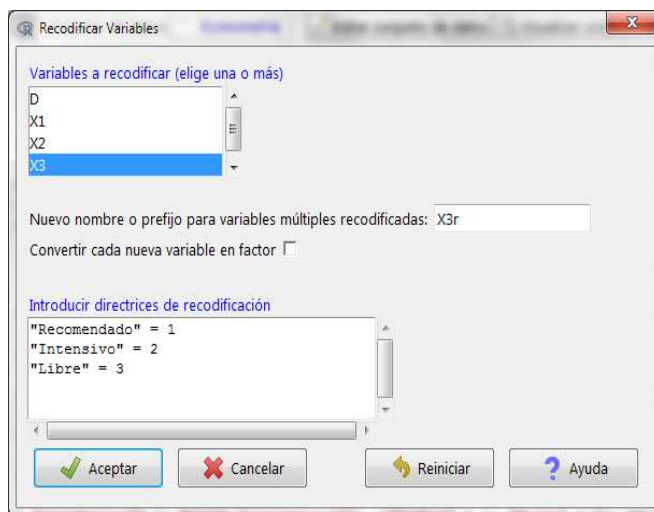 Recodificar Variables
Variables a recodificar (elige una o más)
D
X1
X2
X3
Nuevo nombre o prefijo para variables múltiples recodificadas: X3r
Convertir cada nueva variable en factor
Introducir directrices de recodificación
"Recomendado" = 1
"Intensivo" = 2
"Libre" = 3
Aceptar
Cancelar
Reiniciar
Ayuda